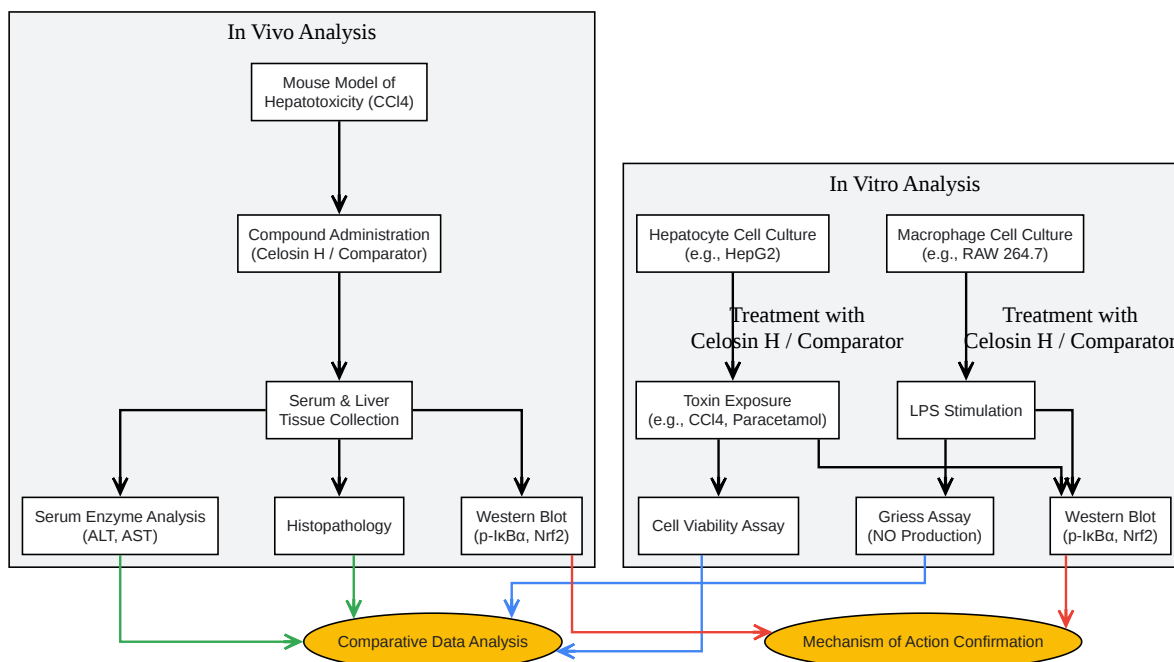 In Vivo Analysis
Mouse Model of
Hepatotoxicity (CCl4)
Compound Administration
(Celosin H / Comparator)
Serum & Liver
Tissue Collection
Serum Enzyme Analysis
(ALT, AST)
Histopathology
Western Blot
(p-IκBα, Nrf2)
In Vitro Analysis
Hepatocyte Cell Culture
(e.g., HepG2)
Macrophage Cell Culture
(e.g., RAW 264.7)
Treatment with
Celosin H / Comparator
Treatment with
Celosin H / Comparator
Toxin Exposure
(e.g., CCl4, Paracetamol)
LPS Stimulation
Cell Viability Assay
Griess Assay
(NO Production)
Western Blot
(p-IκBα, Nrf2)
Comparative Data Analysis
Mechanism of Action Confirmation